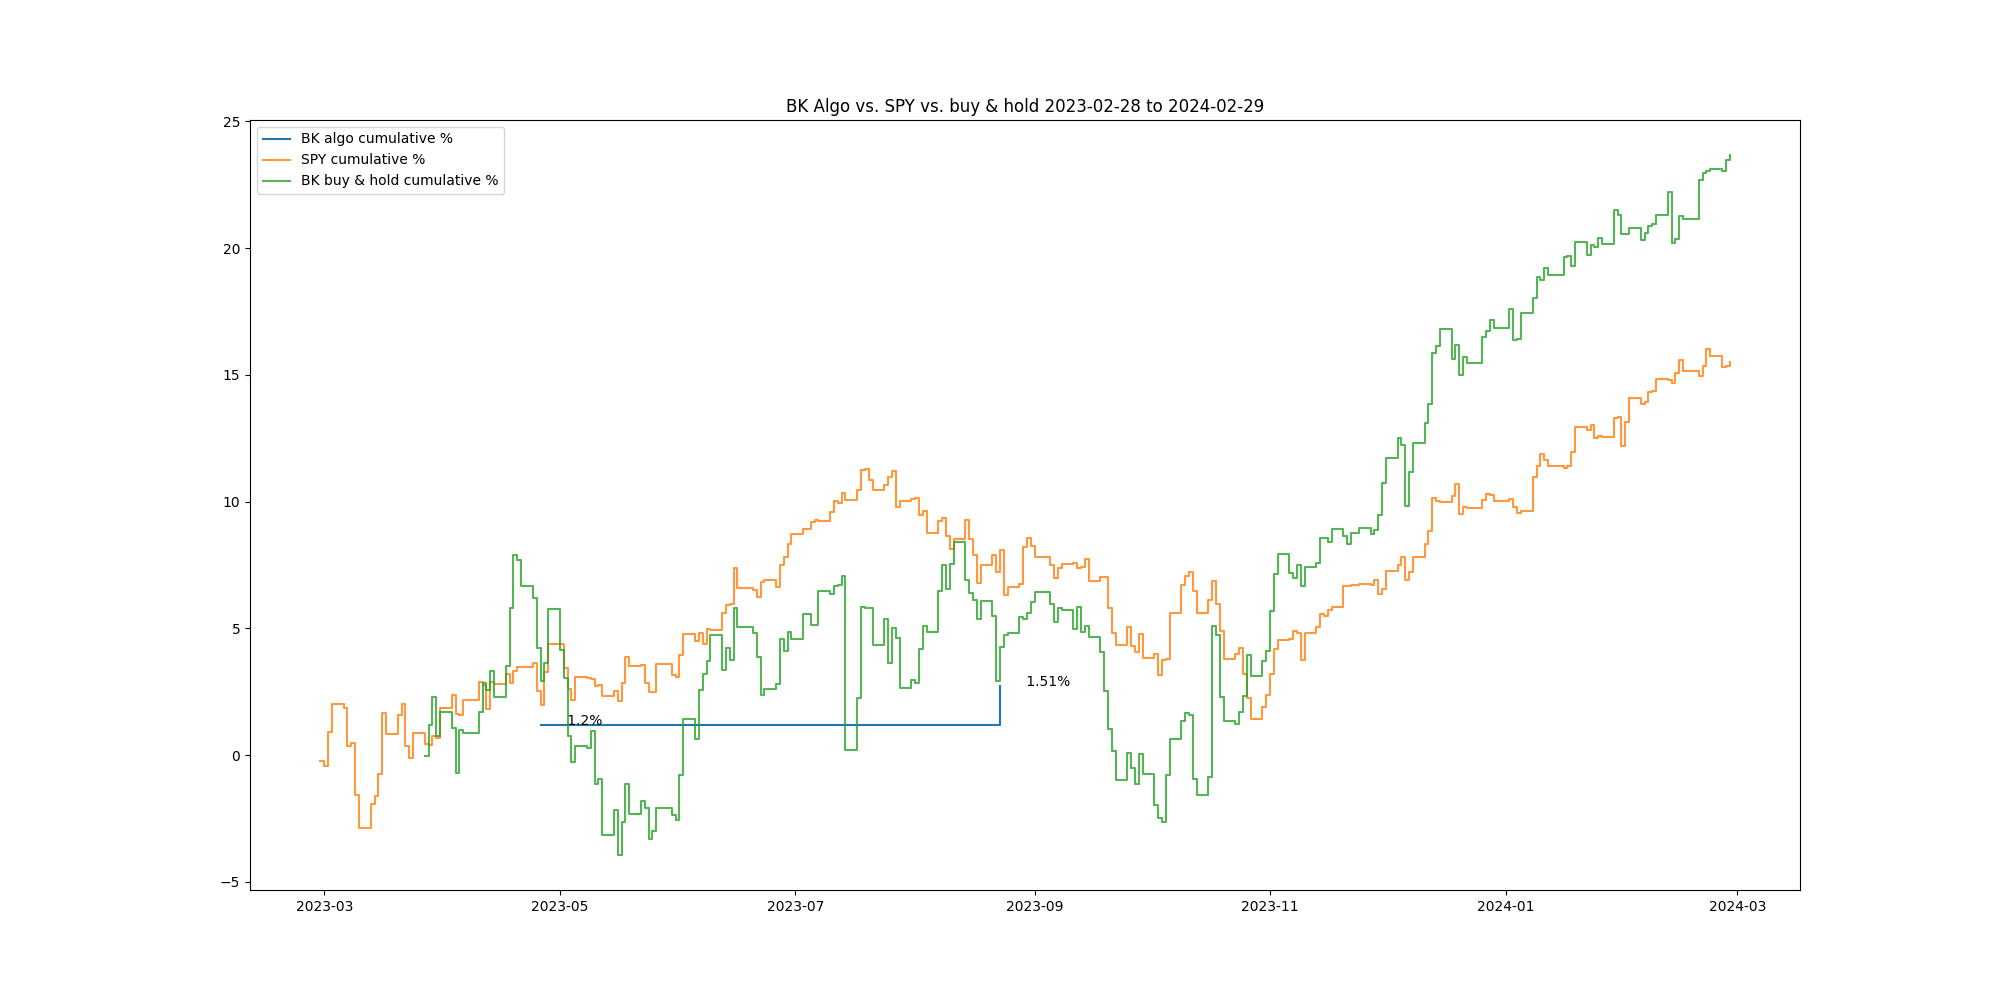 BK Algo vs. SPY vs. buy & hold 2023-02-28 to 2024-02-29
BK algo cumulative %
SPY cumulative %
BK buy & hold cumulative %
25
20
15
10
5
0
−5
1.2%
1.51%
2023-03 2023-05 2023-07 2023-09 2023-11 2024-01 2024-03